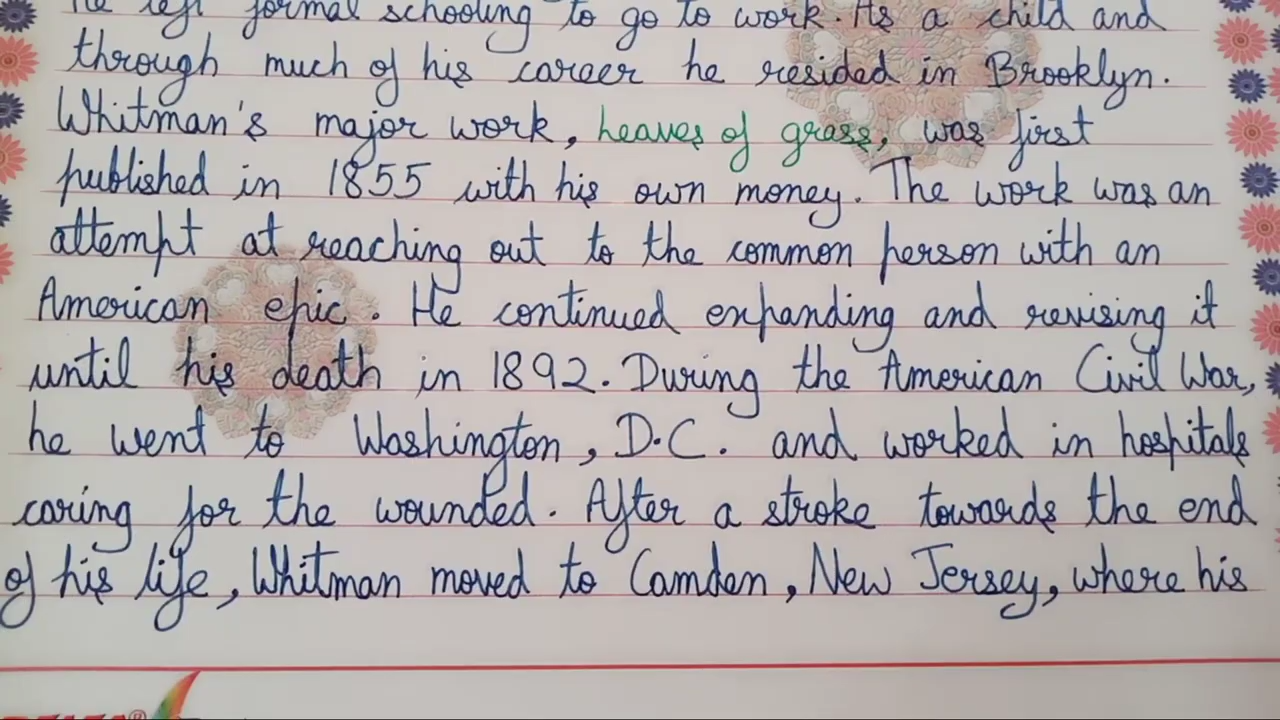 He left formal schooling to go to work. As a child and
through much of his career he resided in Brooklyn.
Whitman's major work, heaves of grass, was first
published in 1855 with his own money. The work was an
attempt at reaching out to the common person with an
American epic. He continued expanding and revising it
until his death in 1892. During the American Civil War,
he went to Washington, D.C. and worked in hospitals
caring for the wounded. After a stroke towards the end
of his life, Whitman moved to Camden, New Jersey, where his